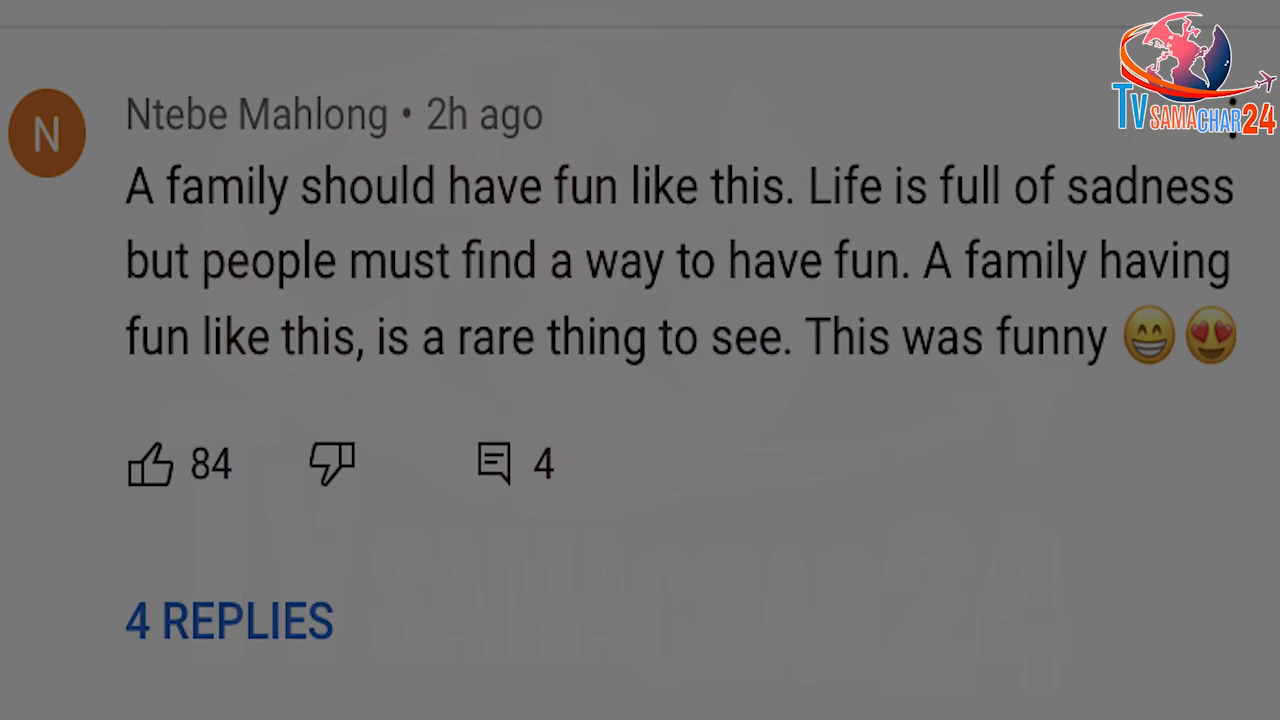 TV SAMACHAR24
N
Ntebe Mahlong • 2h ago
A family should have fun like this. Life is full of sadness
but people must find a way to have fun. A family having
fun like this, is a rare thing to see. This was funny 😁😍
84
4
4 REPLIES
TV SAMACHAR24